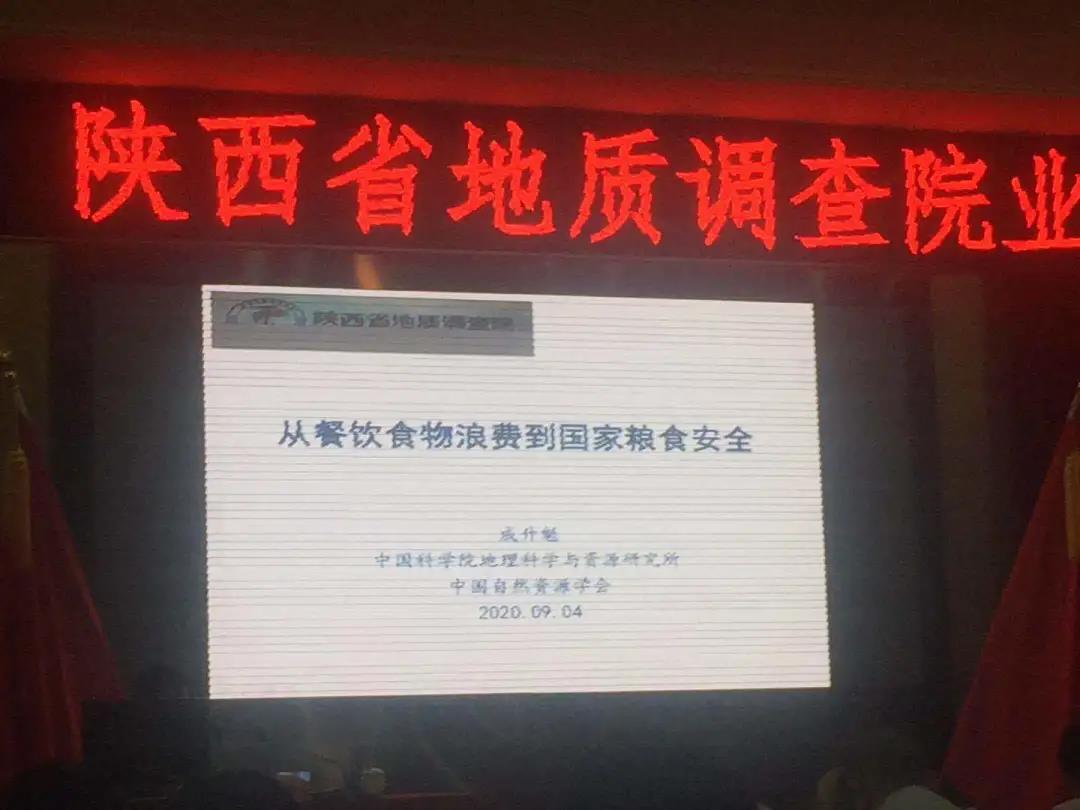 陕西省地质调查院业
陕西省地质调查院
从餐饮食物浪费到国家粮食安全
成升魁
中国科学院地理科学与资源研究所
中国自然资源学会
2020.09.04